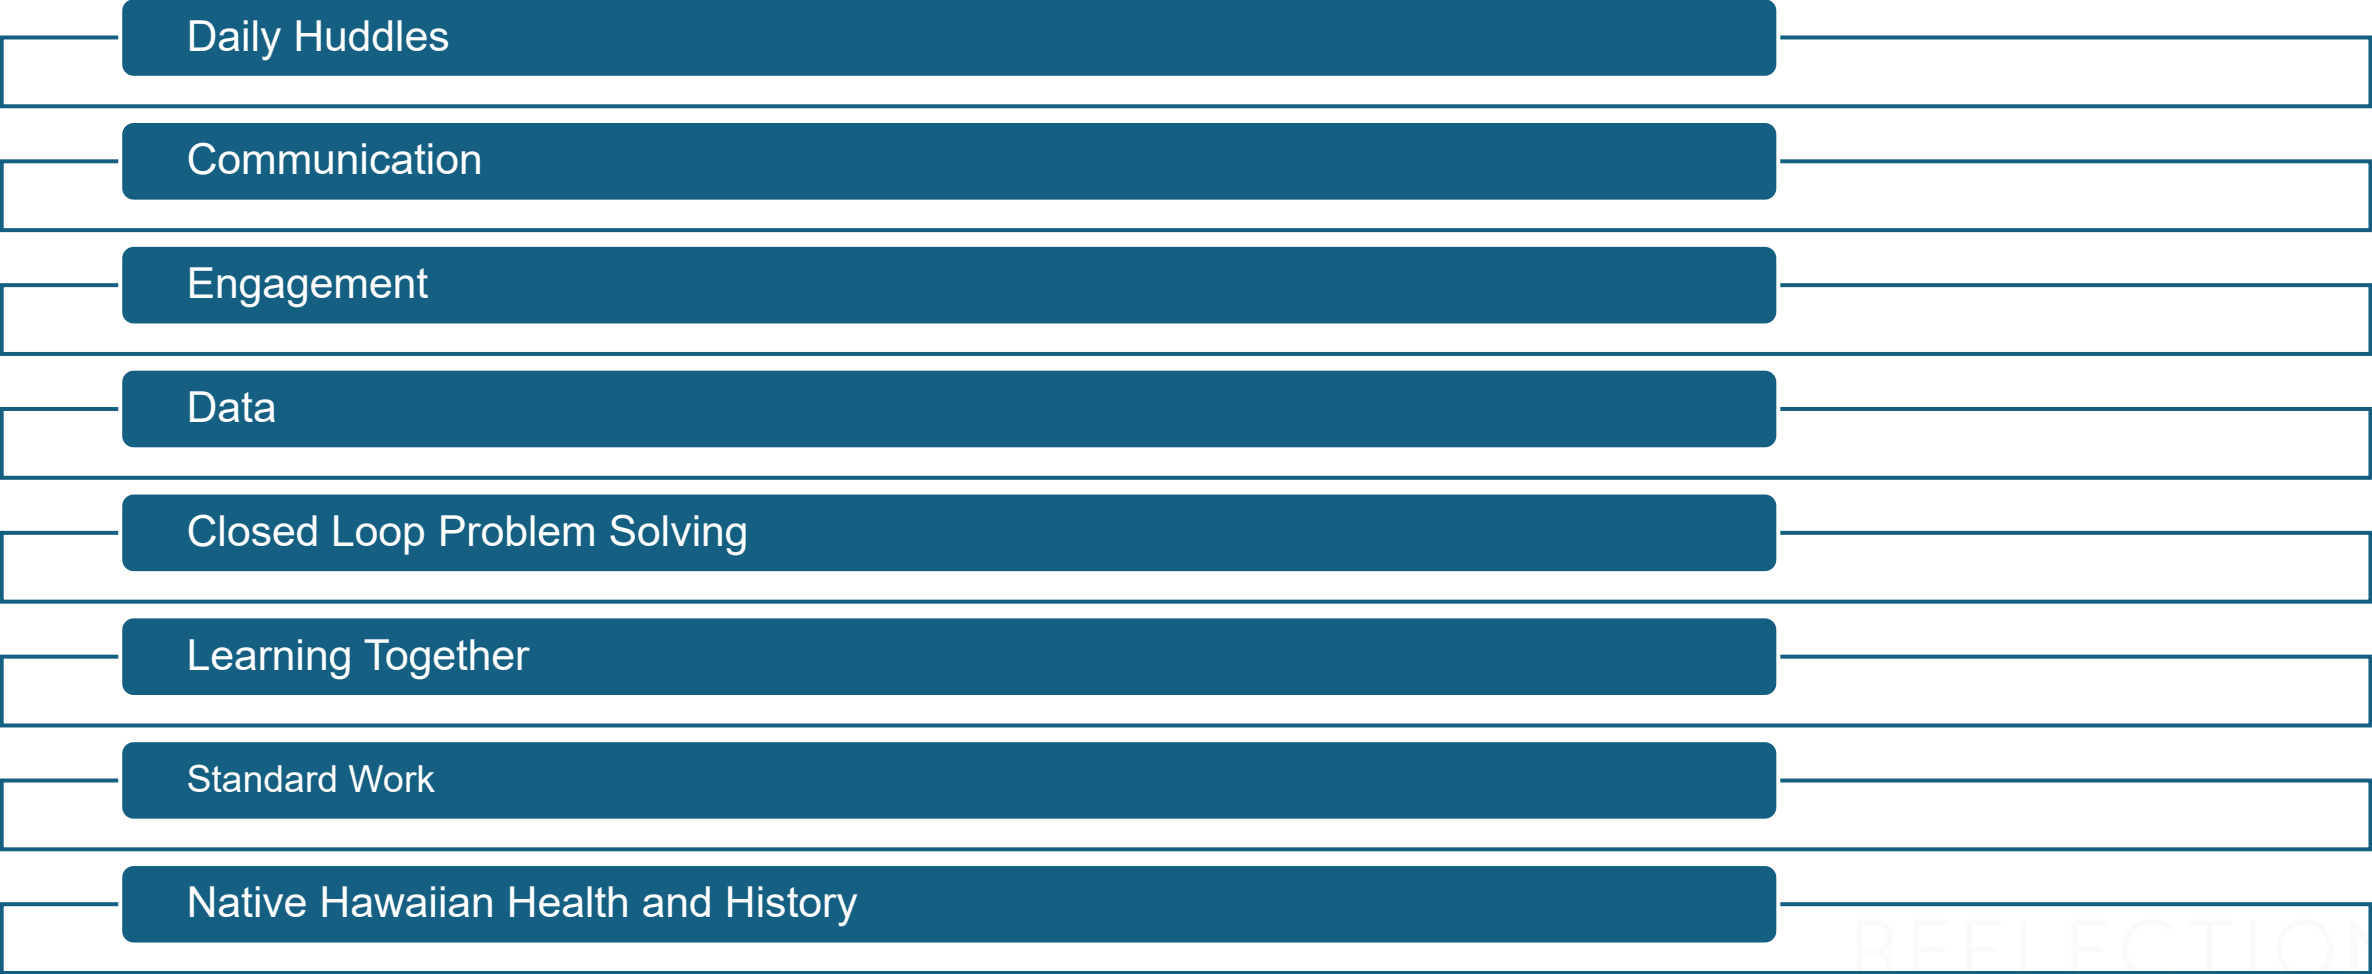 Daily Huddles
Communication
Engagement
Data
Closed Loop Problem Solving
Learning Together
Standard Work
Native Hawaiian Health and History